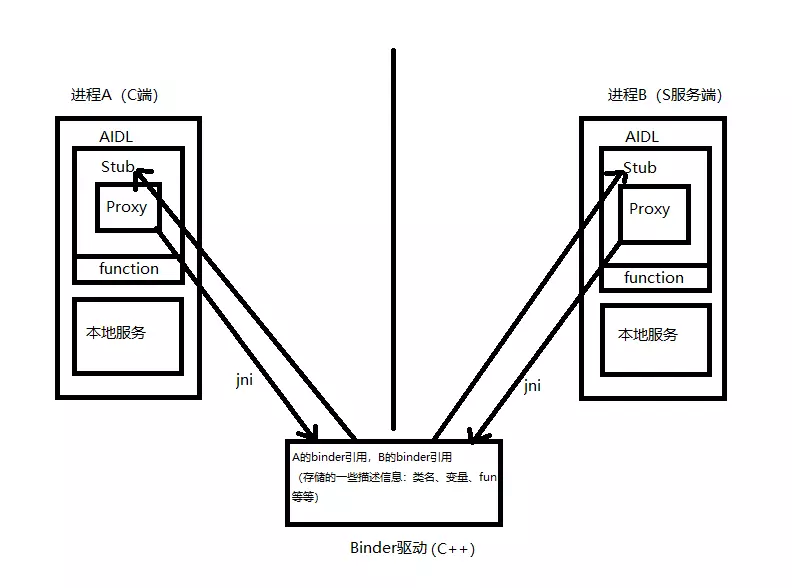 进程A（C端）
AIDL
Stub
Proxy
function
本地服务
jni
进程B（S服务端）
AIDL
Stub
Proxy
function
本地服务
jni
A的binder引用，B的binder引用
（存储的一些描述信息：类名、变量、fun
等等）
Binder驱动(C++)